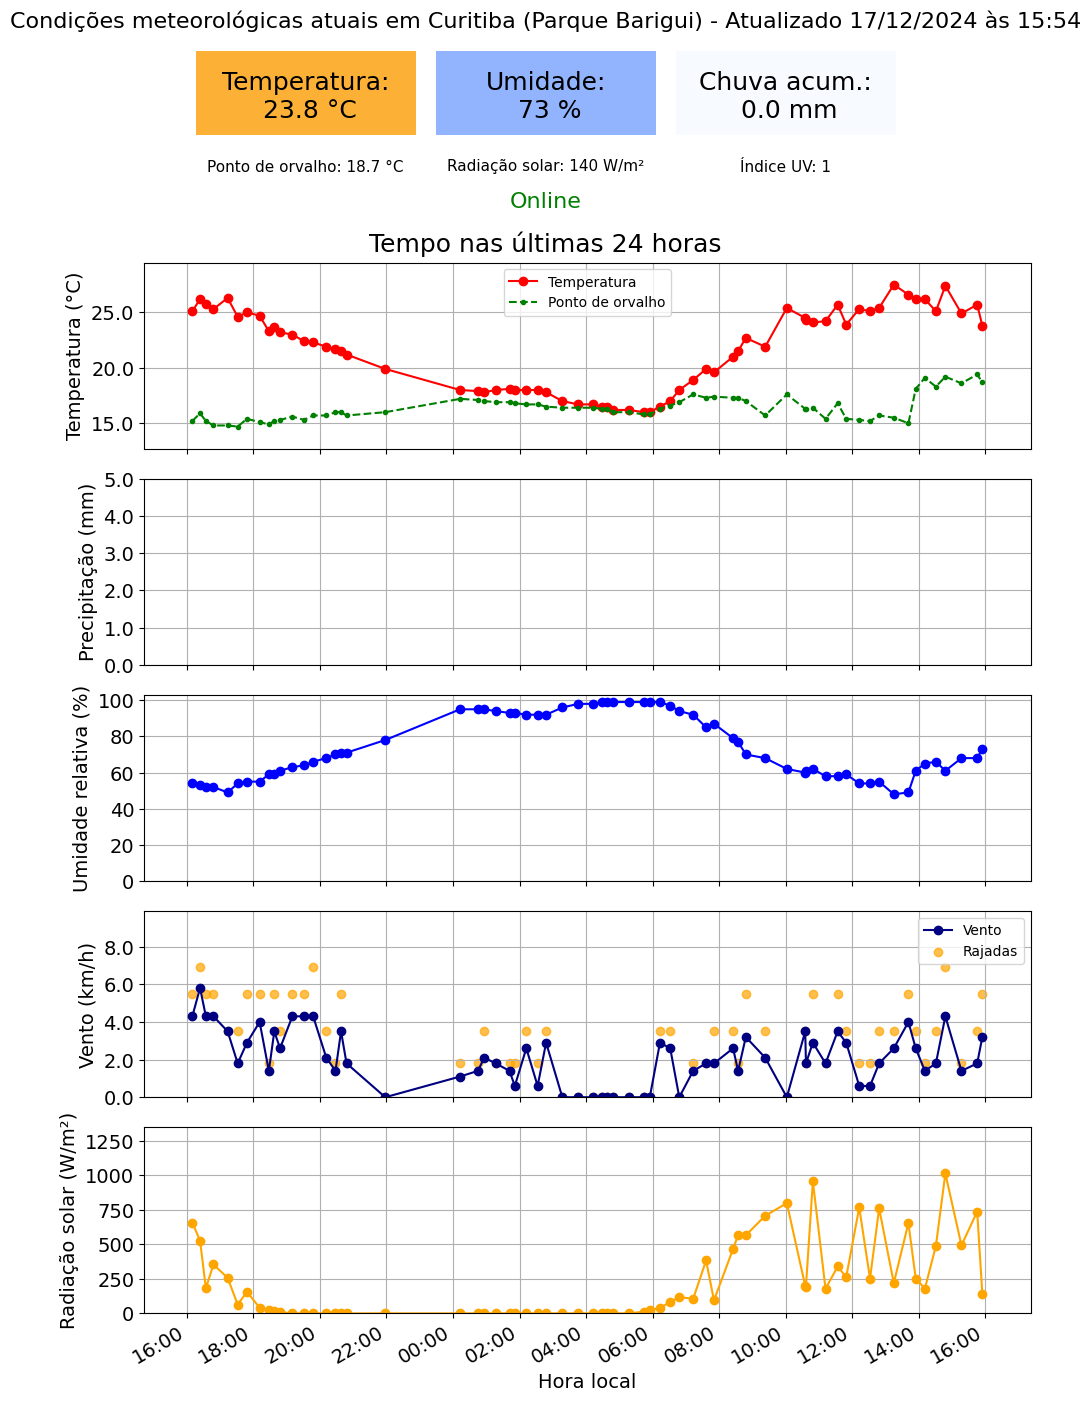 Condições meteorológicas atuais em Curitiba (Parque Barigui) - Atualizado 17/12/2024 às 15:54
Temperatura:
23.8 °C
Umidade:
73 %
Chuva acum.:
0.0 mm
Ponto de orvalho: 18.7 °C
Radiação solar: 140 W/m²
Índice UV: 1
Online
Tempo nas últimas 24 horas
Temperatura (°C)
25.0
20.0
15.0
Temperatura
Ponto de orvalho
Precipitação (mm)
5.0
4.0
3.0
2.0
1.0
0.0
Umidade relativa (%)
100
80
60
40
20
0
Vento (km/h)
8.0
6.0
4.0
2.0
0.0
Vento
Rajadas
Radiação solar (W/m²)
1250
1000
750
500
250
0
16:00
18:00
20:00
22:00
00:00
02:00
04:00
06:00
08:00
10:00
12:00
14:00
16:00
Hora local